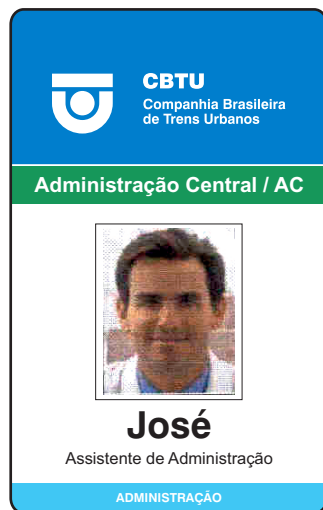 CBTU
Companhia Brasileira
de Trens Urbanos
Administração Central / AC
José
Assistente de Administração
ADMINISTRAÇÃO